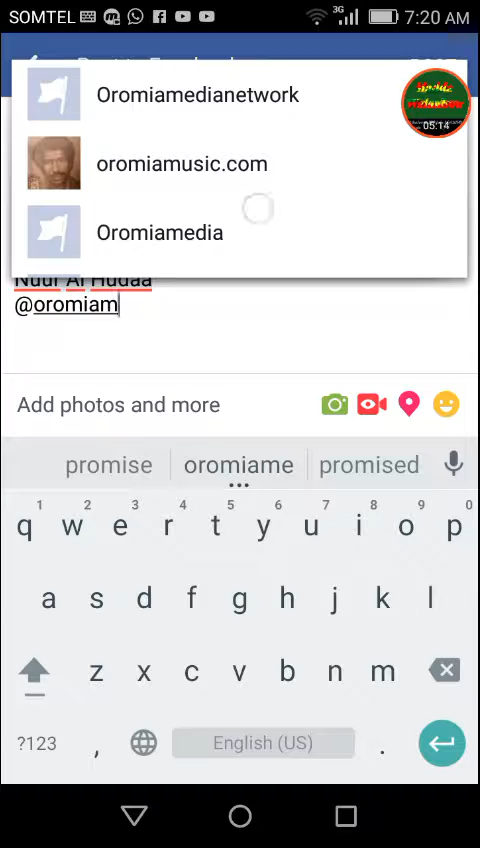 SOMTEL 3G 7:20 AM
Oromiamedianetwork
05:14
oromiamusic.com
Oromiamedia
Nuur Al Hudaa
@oromiam
Add photos and more
promise oromiame promised
1 2 3 4 5 6 7 8 9 0
q w e r t y u i o p
a s d f g h j k l
z x c v b n m
?123 , English (US) .